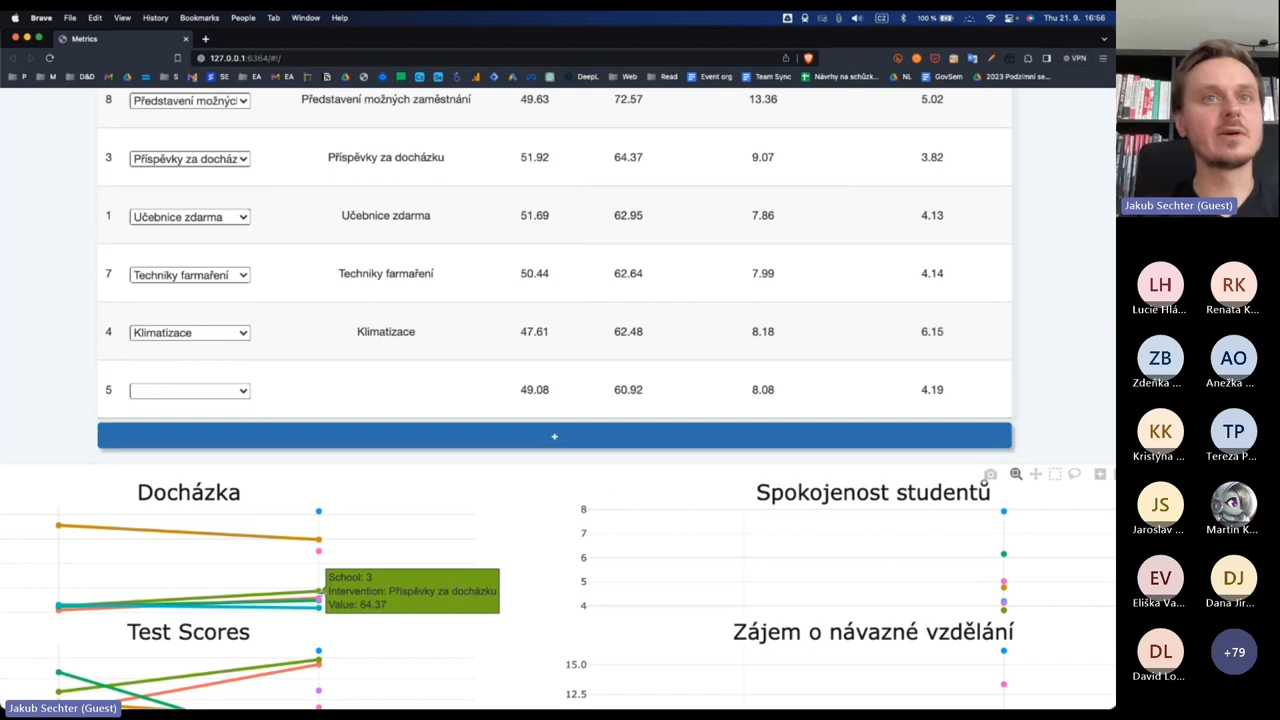 Brave File Edit View History Bookmarks People Tab Window Help CZ 100 % Thu 21. 9. 16:56
Metrics
127.0.0.1:6364/#!/ VPN
P M D&D S SE EA EA DeepL Web Read Event org Team Sync Návrhy na schůzk... NL GovSem 2023 Podzimní se...
8 Představení možnýc Představení možných zaměstnání 49.63 72.57 13.36 5.02
3 Příspěvky za docház Příspěvky za docházku 51.92 64.37 9.07 3.82
1 Učebnice zdarma Učebnice zdarma 51.69 62.95 7.86 4.13
7 Techniky farmaření Techniky farmaření 50.44 62.64 7.99 4.14
4 Klimatizace Klimatizace 47.61 62.48 8.18 6.15
5 49.08 60.92 8.08 4.19
+
Docházka
School: 3
Intervention: Příspěvky za docházku
Value: 64.37
Spokojenost studentů
8
7
6
5
4
Test Scores
Zájem o návazné vzdělání
15.0
12.5
Jakub Sechter (Guest)
Jakub Sechter (Guest)
LH RK
Lucie Hlá... Renata K...
ZB AO
Zdeňka ... Anežka ...
KK TP
Kristýna ... Tereza P...
JS
Jaroslav ... Martin K...
EV DJ
Eliška Va... Dana Jir...
DL +79
David Lo...